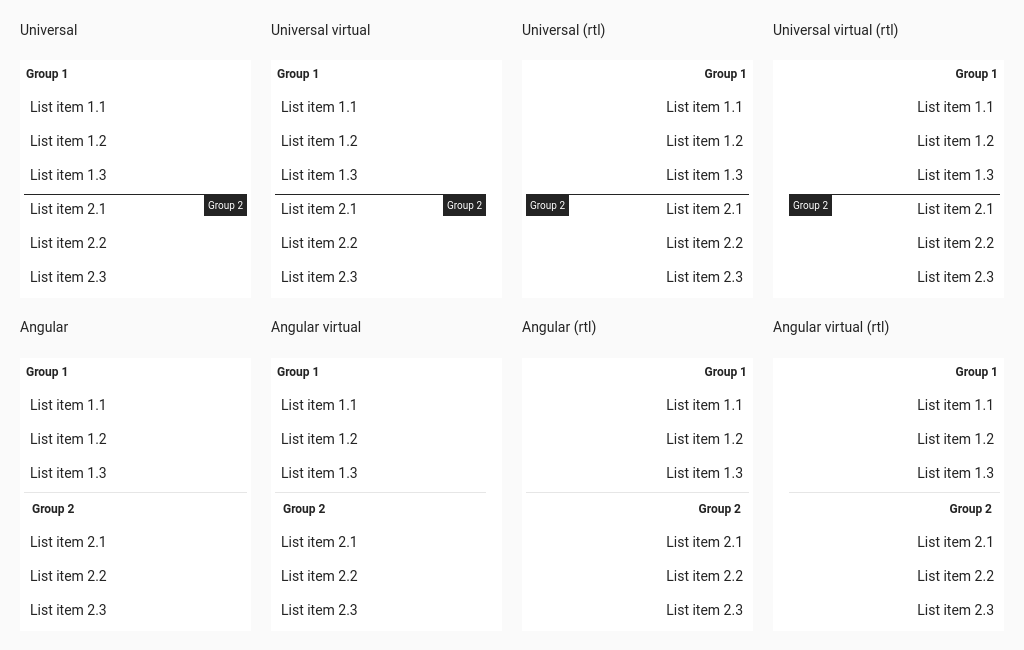 Universal
Group 1
List item 1.1
List item 1.2
List item 1.3
Group 2
List item 2.1
List item 2.2
List item 2.3
Universal virtual
Group 1
List item 1.1
List item 1.2
List item 1.3
Group 2
List item 2.1
List item 2.2
List item 2.3
Universal (rtl)
Group 1
List item 1.1
List item 1.2
List item 1.3
Group 2
List item 2.1
List item 2.2
List item 2.3
Universal virtual (rtl)
Group 1
List item 1.1
List item 1.2
List item 1.3
Group 2
List item 2.1
List item 2.2
List item 2.3
Angular
Group 1
List item 1.1
List item 1.2
List item 1.3
Group 2
List item 2.1
List item 2.2
List item 2.3
Angular virtual
Group 1
List item 1.1
List item 1.2
List item 1.3
Group 2
List item 2.1
List item 2.2
List item 2.3
Angular (rtl)
Group 1
List item 1.1
List item 1.2
List item 1.3
Group 2
List item 2.1
List item 2.2
List item 2.3
Angular virtual (rtl)
Group 1
List item 1.1
List item 1.2
List item 1.3
Group 2
List item 2.1
List item 2.2
List item 2.3